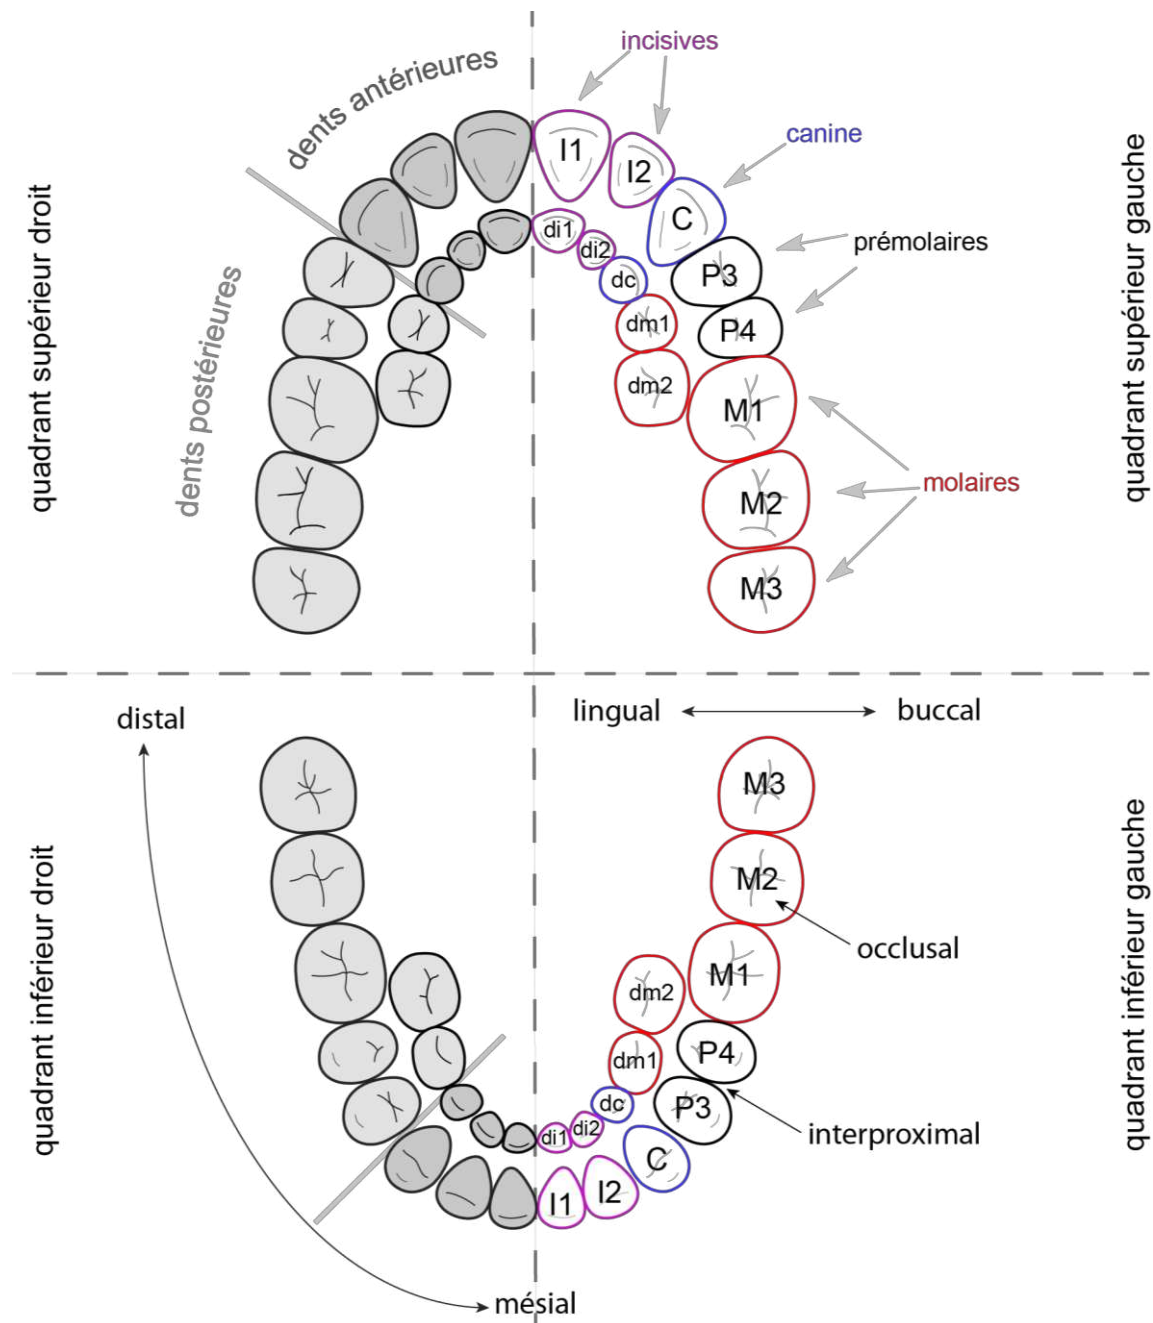 incisives
dents antérieures
canine
I1
I2
C
di1
di2
dc
prémolaires
P3
P4
dm1
dm2
M1
molaires
M2
M3
quadrant supérieur droit
dents postérieures
quadrant supérieur gauche
distal
lingual
buccal
M3
M2
occlusal
M1
dm2
dm1
P4
P3
dc
di2
di1
interproximal
C
I2
I1
mésial
quadrant inférieur droit
quadrant inférieur gauche